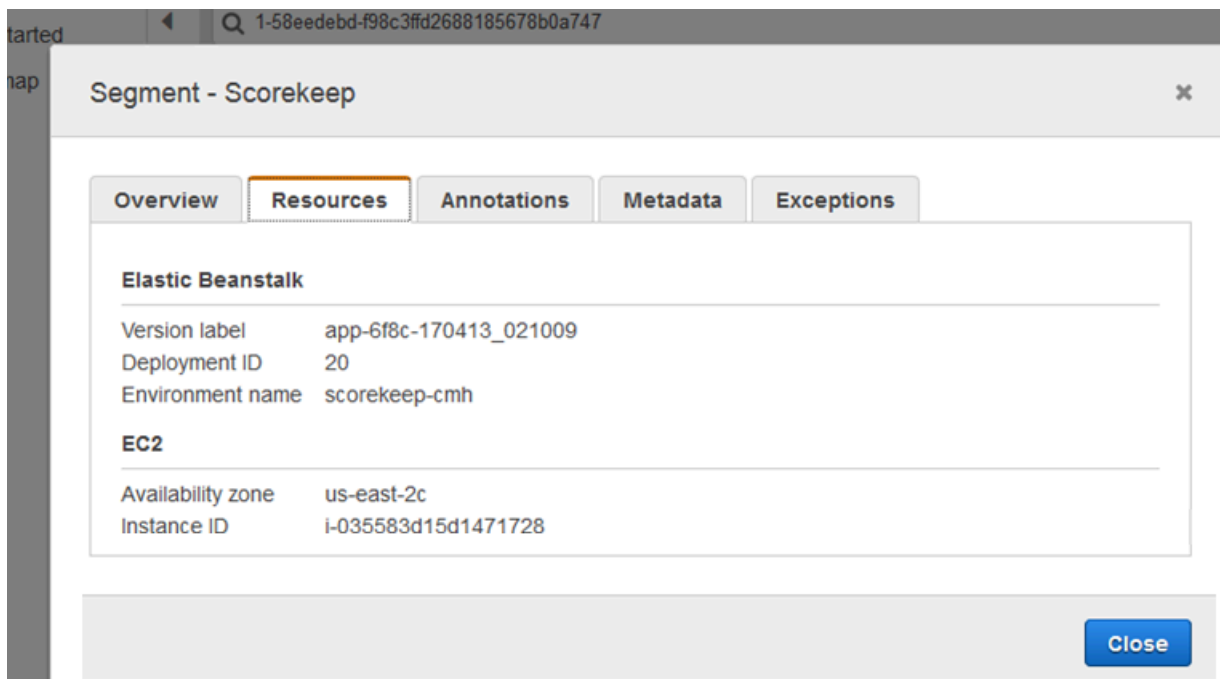 tarted
1-58eedebd-f98c3ffd2688185678b0a747
nap
Segment - Scorekeep
Overview Resources Annotations Metadata Exceptions
Elastic Beanstalk
Version label app-6f8c-170413_021009
Deployment ID 20
Environment name scorekeep-cmh
EC2
Availability zone us-east-2c
Instance ID i-035583d15d1471728
Close